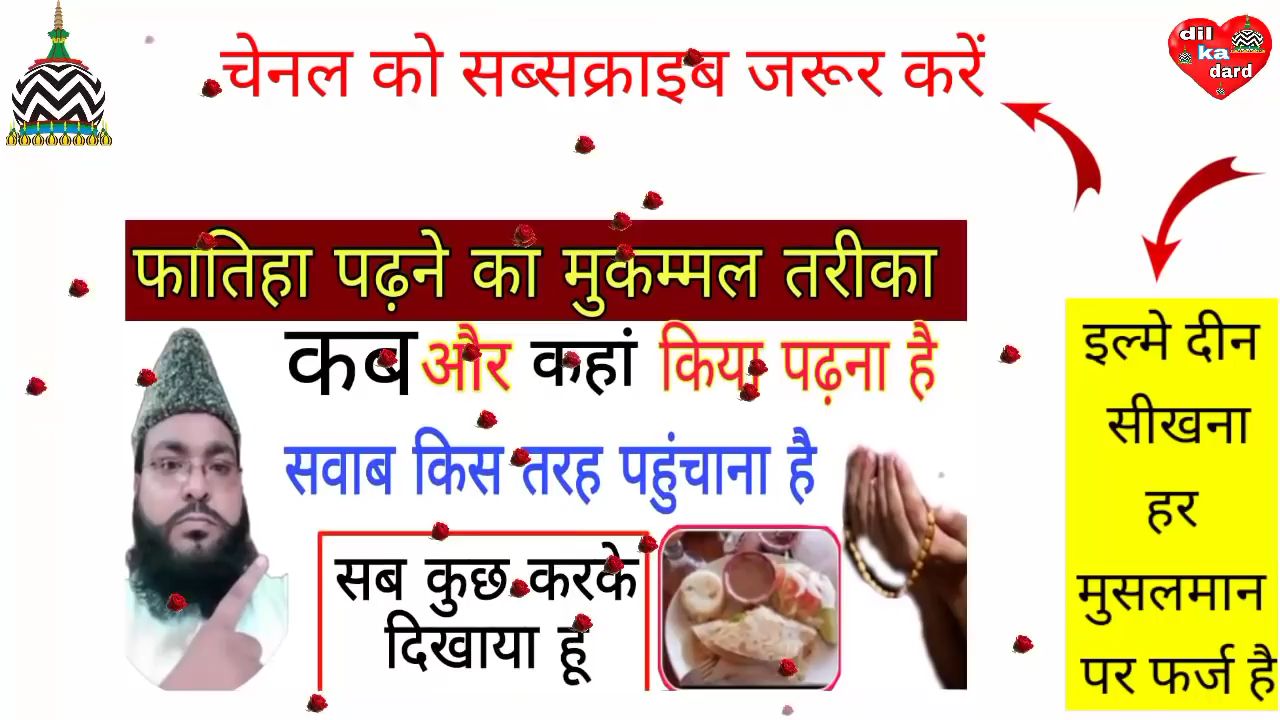 चेनल को सब्सक्राइब जरूर करें
dil
ka
dard
फातिहा पढ़ने का मुकम्मल तरीका
कब और कहां किया पढ़ना है
सवाब किस तरह पहुंचाना है
सब कुछ करके
दिखाया हूं
इल्मे दीन
सीखना
हर
मुसलमान
पर फर्ज है